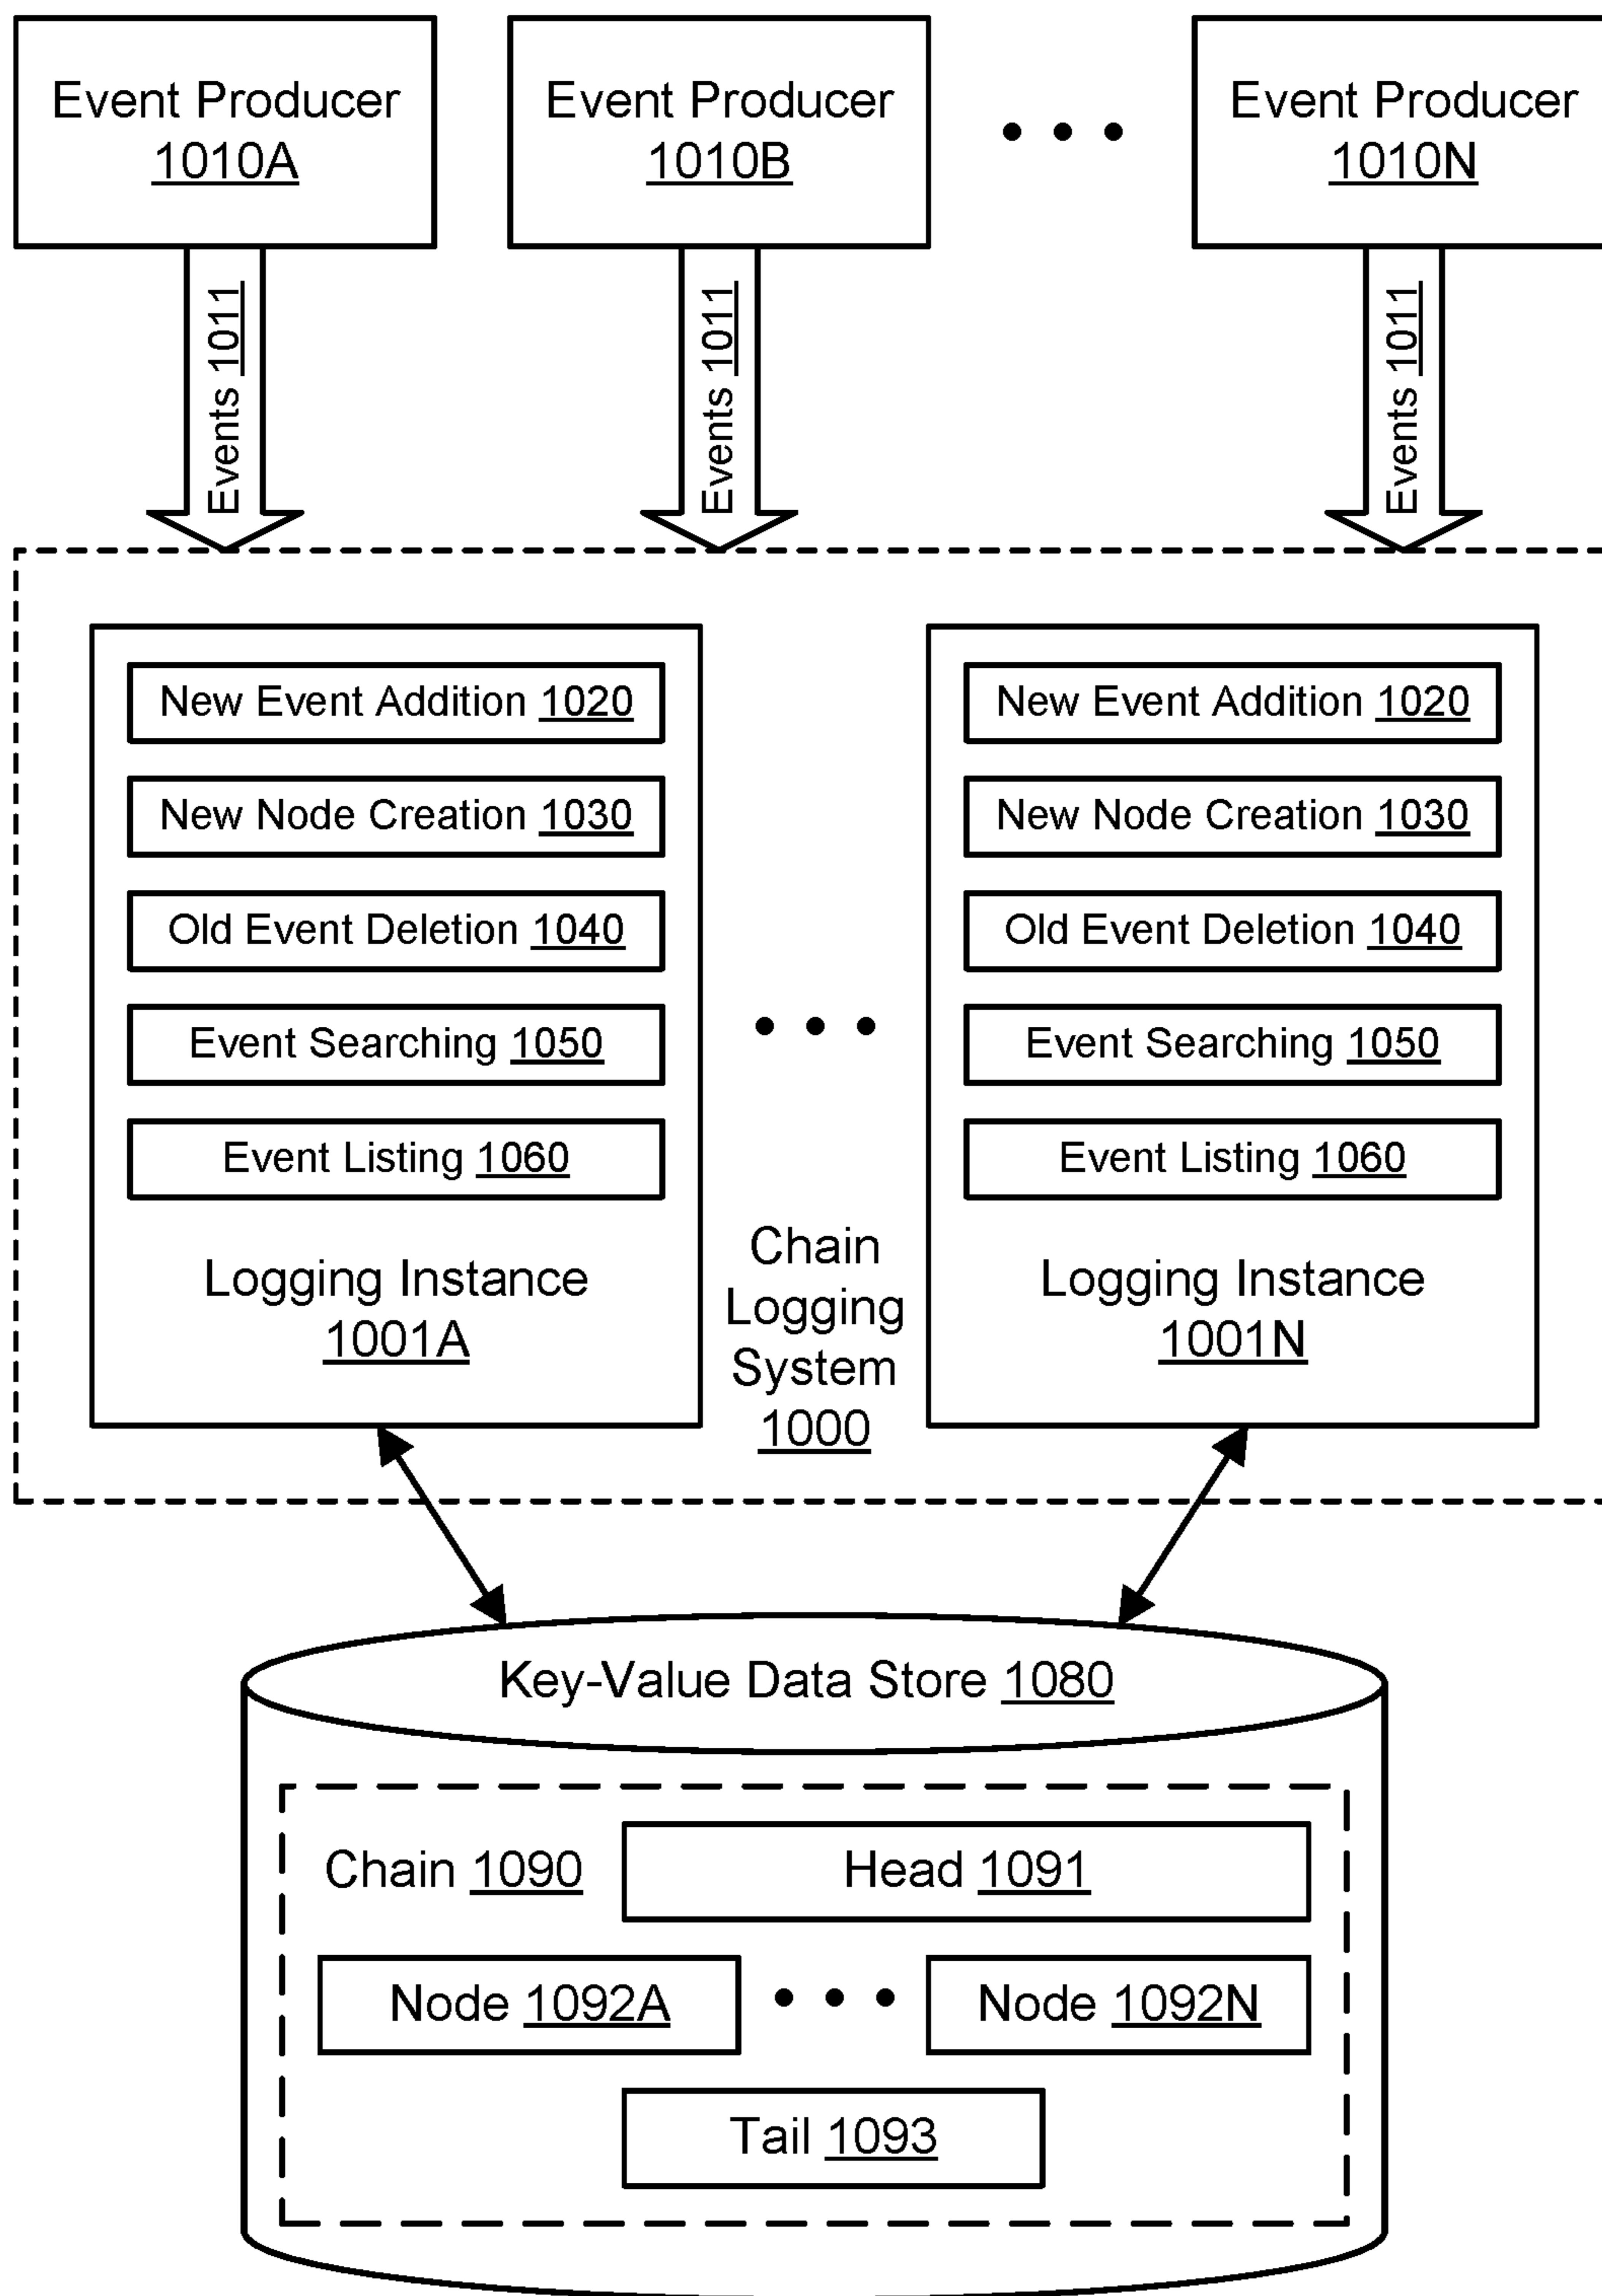 Event Producer
1010A
Event Producer
1010B
Event Producer
1010N
Events 1011
Events 1011
Events 1011
New Event Addition 1020
New Node Creation 1030
Old Event Deletion 1040
Event Searching 1050
Event Listing 1060
Logging Instance
1001A
Chain
Logging
System
1000
New Event Addition 1020
New Node Creation 1030
Old Event Deletion 1040
Event Searching 1050
Event Listing 1060
Logging Instance
1001N
Key-Value Data Store 1080
Chain 1090
Head 1091
Node 1092A
Node 1092N
Tail 1093